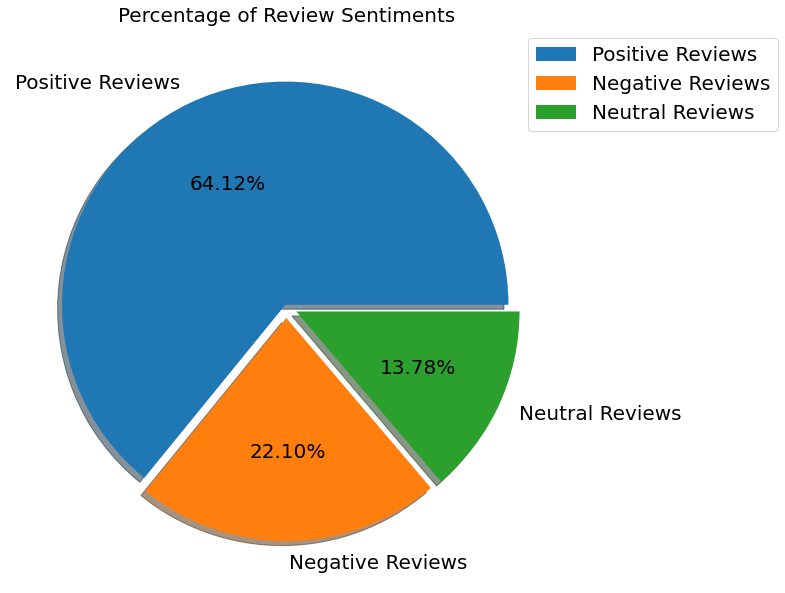 Percentage of Review Sentiments
Positive Reviews
Negative Reviews
Neutral Reviews
Positive Reviews
64.12%
13.78%
Neutral Reviews
22.10%
Negative Reviews